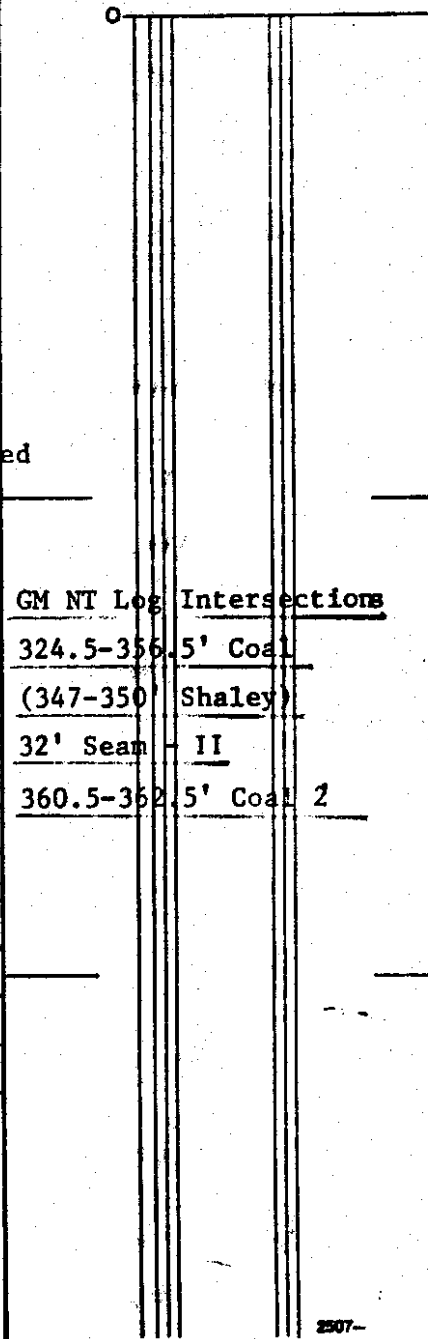 0
ed
GM NT Log Intersections
324.5-356.5' Coal
(347-350' Shaley)
32' Seam - II
360.5-362.5' Coal 2'
2507-